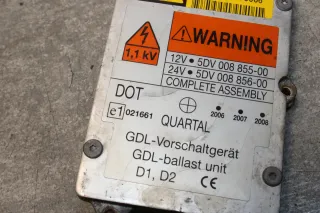 WARNING
1,1 kV
12V • 5DV 008 855-00
24V • 5DV 008 856-00
COMPLETE ASSEMBLY
DOT
e1 021661
2006 2007 2008
QUARTAL
GDL-Vorschaltgerät
GDL-ballast unit
D1, D2 CE